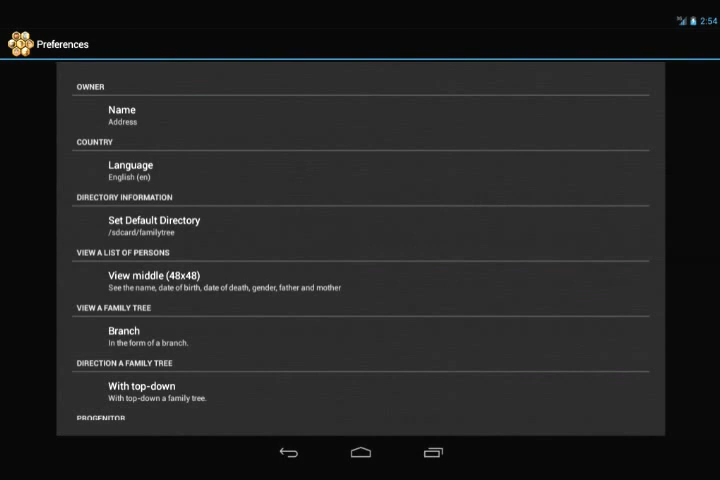 2:54
Preferences
OWNER
Name
Address
COUNTRY
Language
English (en)
DIRECTORY INFORMATION
Set Default Directory
/sdcard/familytree
VIEW A LIST OF PERSONS
View middle (48x48)
See the name, date of birth, date of death, gender, father and mother
VIEW A FAMILY TREE
Branch
In the form of a branch.
DIRECTION A FAMILY TREE
With top-down
With top-down a family tree.
PROGENITOR